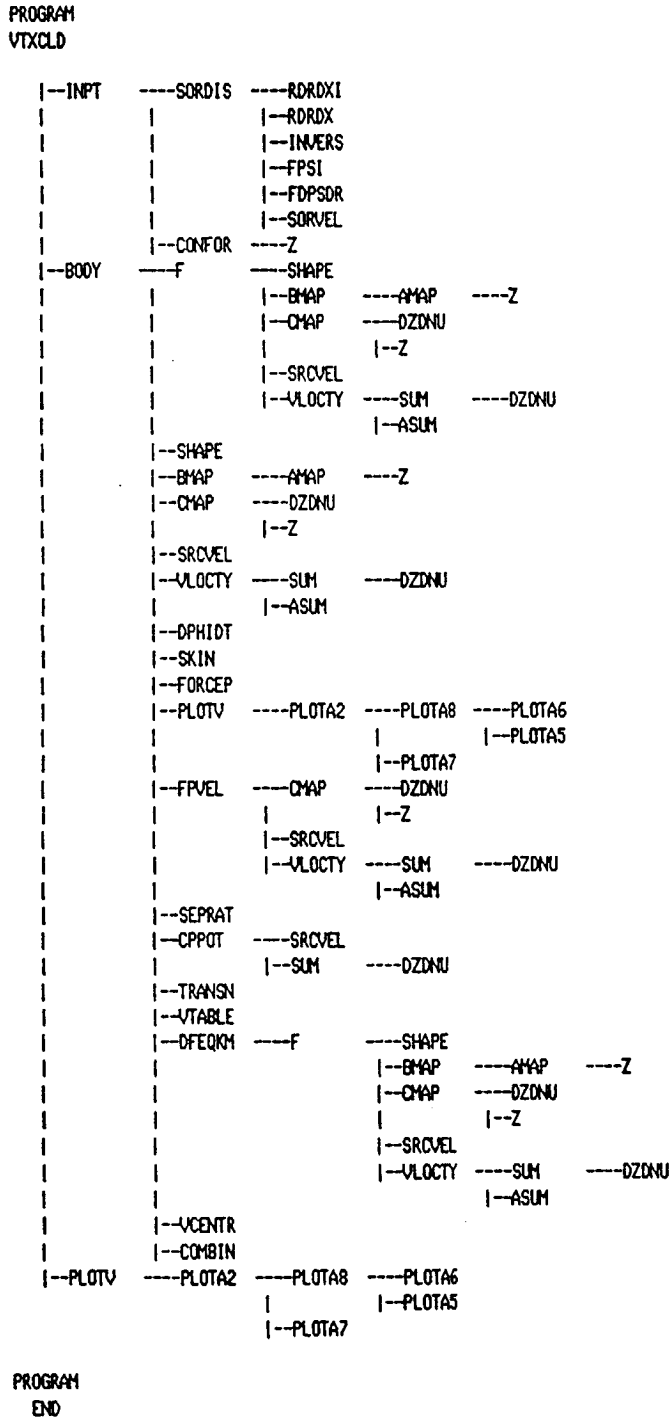 PROGRAM
VTXCLD
|--INPT ----SORDIS ----RDRDXI
| | |--RDRDX
| | |--INVERS
| | |--FPSI
| | |--FDPSDR
| | |--SORVEL
| |--CONFOR ----Z
|--BODY ----F ----SHAPE
| | |--BMAP ----AMAP ----Z
| | |--CMAP ----DZDNU
| | | |--Z
| | |--SRCVEL
| | |--VLOCTY ----SUM ----DZDNU
| | |--ASUM
| |--SHAPE
| |--BMAP ----AMAP ----Z
| |--CMAP ----DZDNU
| | |--Z
| |--SRCVEL
| |--VLOCTY ----SUM ----DZDNU
| | |--ASUM
| |--DPHIDT
| |--SKIN
| |--FORCEP
| |--PLOTV ----PLOTA2 ----PLOTA8 ----PLOTA6
| | | |--PLOTA5
| | |--PLOTA7
| |--FPVEL ----CMAP ----DZDNU
| | | |--Z
| | |--SRCVEL
| | |--VLOCTY ----SUM ----DZDNU
| | |--ASUM
| |--SEPRAT
| |--CPPOT ----SRCVEL
| | |--SUM ----DZDNU
| |--TRANSN
| |--VTABLE
| |--DFEQKM ----F ----SHAPE
| | |--BMAP ----AMAP ----Z
| | |--CMAP ----DZDNU
| | | |--Z
| | |--SRCVEL
| | |--VLOCTY ----SUM ----DZDNU
| | |--ASUM
| |--VCENTR
| |--COMBIN
|--PLOTV ----PLOTA2 ----PLOTA8 ----PLOTA6
| |--PLOTA5
|--PLOTA7
PROGRAM
END